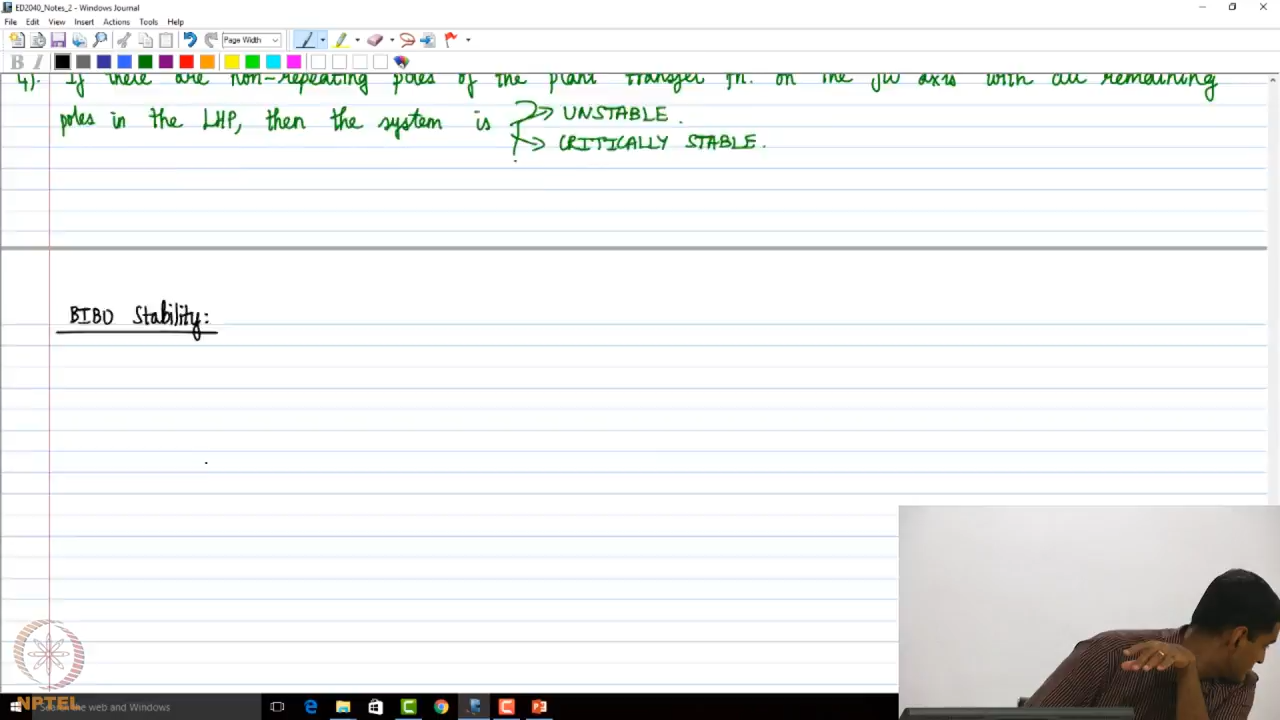 ED2040_Notes_2 - Windows Journal
File Edit View Insert Actions Tools Help
Page Width
B I
4). If there are non-repeating poles of the plant transfer fn. on the jω axis with all remaining
poles in the LHP, then the system is → UNSTABLE.
→ CRITICALLY STABLE.
BIBO Stability:
NPTEL
Search the web and Windows